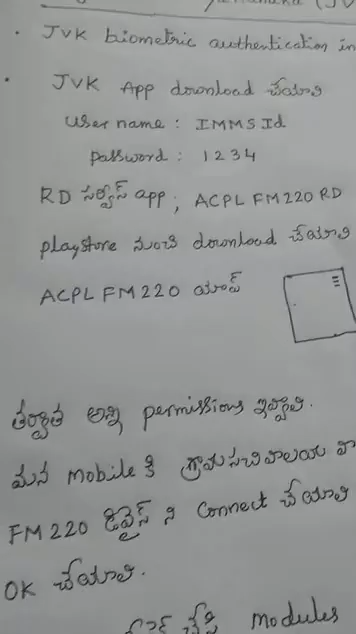 • JVK biometric authentication in
• JVK App download చేయాలి
User name : IMMS Id
password : 1234
RD సర్వీస్ app, ACPL FM220 RD
playstore నుంచి download చేయాలి
ACPL FM220 యాప్
తర్వాత అన్ని permissions ఇవ్వాలి.
మన mobile కి గ్రామసచివాలయ
FM220 డివైస్ ని Connect చేయాలి
OK చేయాలి.
చేసి modules